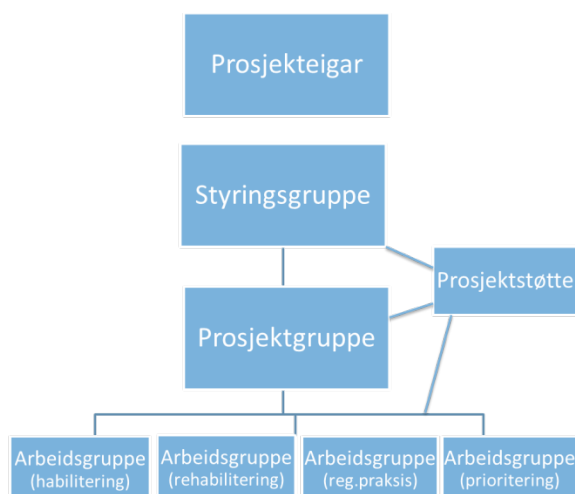 Prosjekteigar
Styringsgruppe
Prosjektstøtte
Prosjektgruppe
Arbeidsgruppe
(habilitering)
Arbeidsgruppe
(rehabilitering)
Arbeidsgruppe
(reg.praksis)
Arbeidsgruppe
(prioritering)